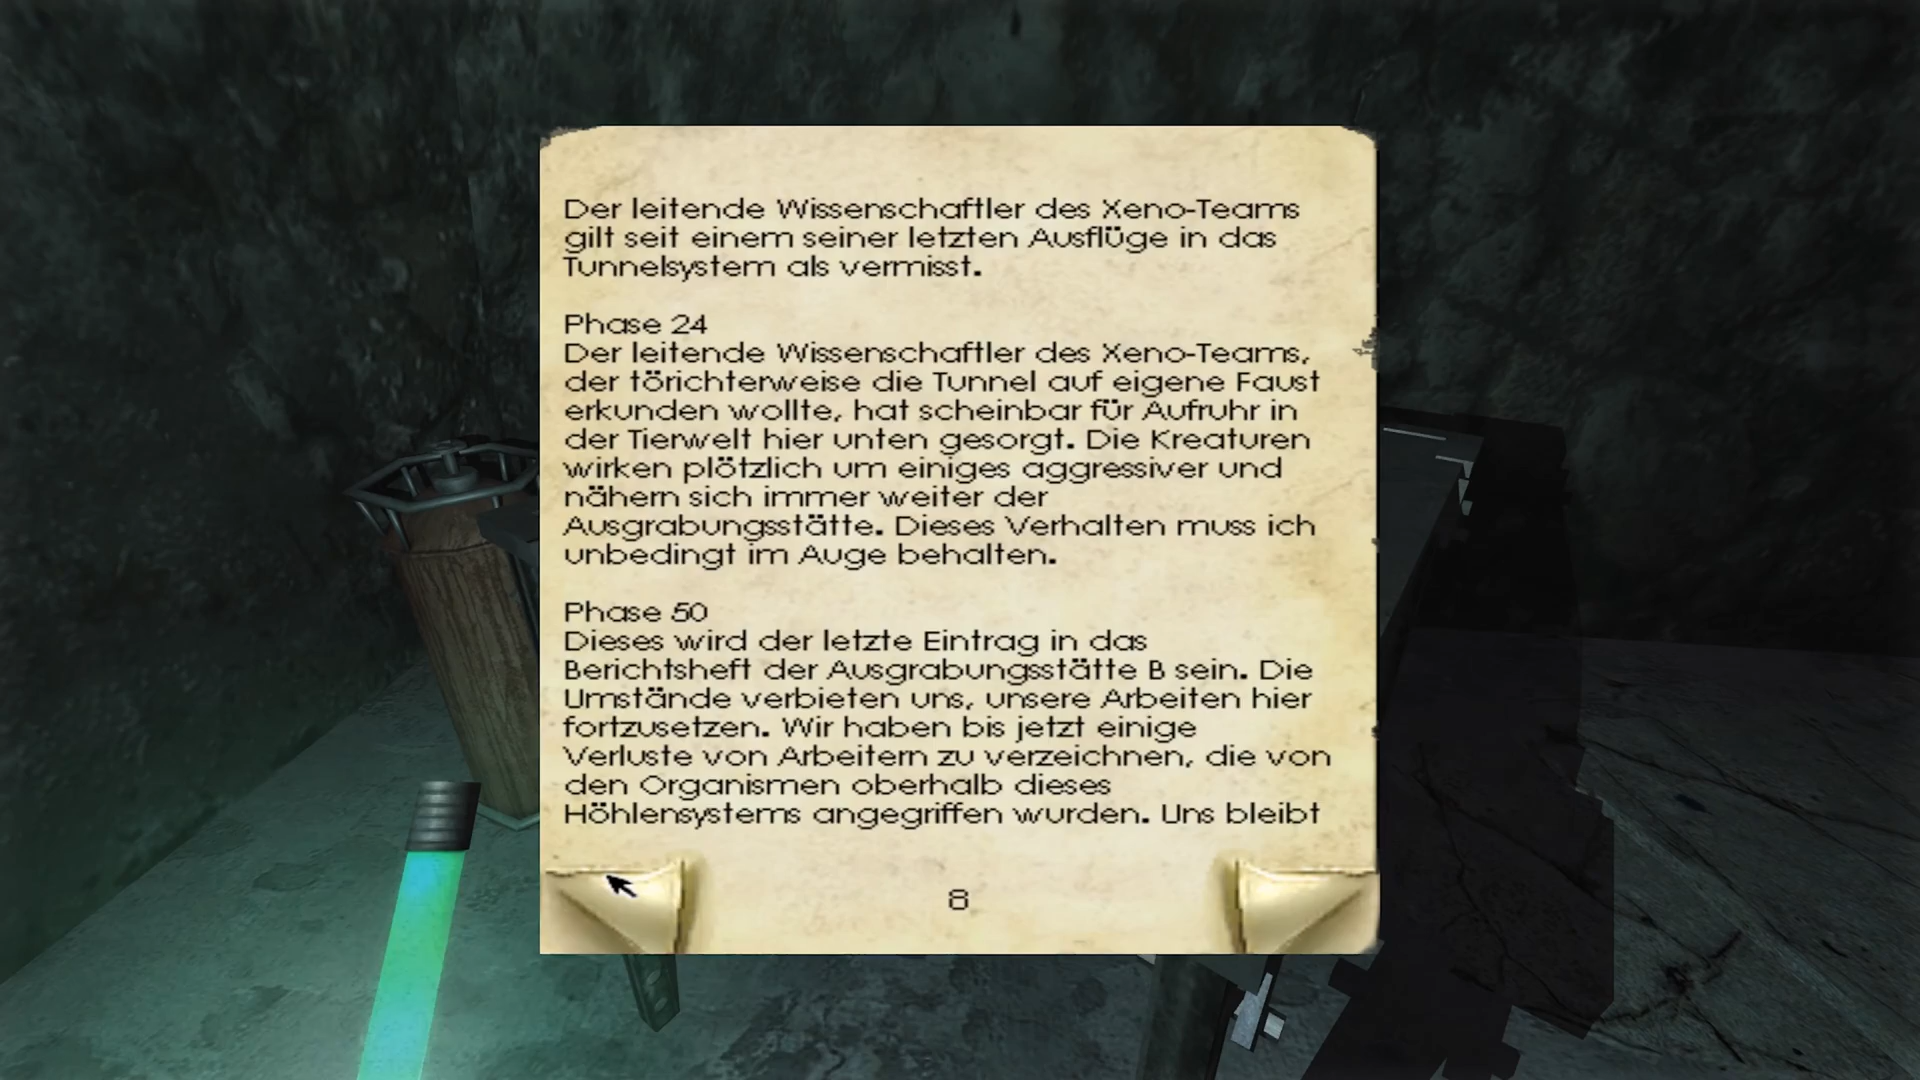 Der leitende Wissenschaftler des Xeno-Teams
gilt seit einem seiner letzten Ausflüge in das
Tunnelsystem als vermisst.
Phase 24
Der leitende Wissenschaftler des Xeno-Teams,
der törichterweise die Tunnel auf eigene Faust
erkunden wollte, hat scheinbar für Aufruhr in
der Tierwelt hier unten gesorgt. Die Kreaturen
wirken plötzlich um einiges aggressiver und
nähern sich immer weiter der
Ausgrabungsstätte. Dieses Verhalten muss ich
unbedingt im Auge behalten.
Phase 50
Dieses wird der letzte Eintrag in das
Berichtsheft der Ausgrabungsstätte B sein. Die
Umstände verbieten uns, unsere Arbeiten hier
fortzusetzen. Wir haben bis jetzt einige
Verluste von Arbeitern zu verzeichnen, die von
den Organismen oberhalb dieses
Höhlensystems angegriffen wurden. Uns bleibt
8